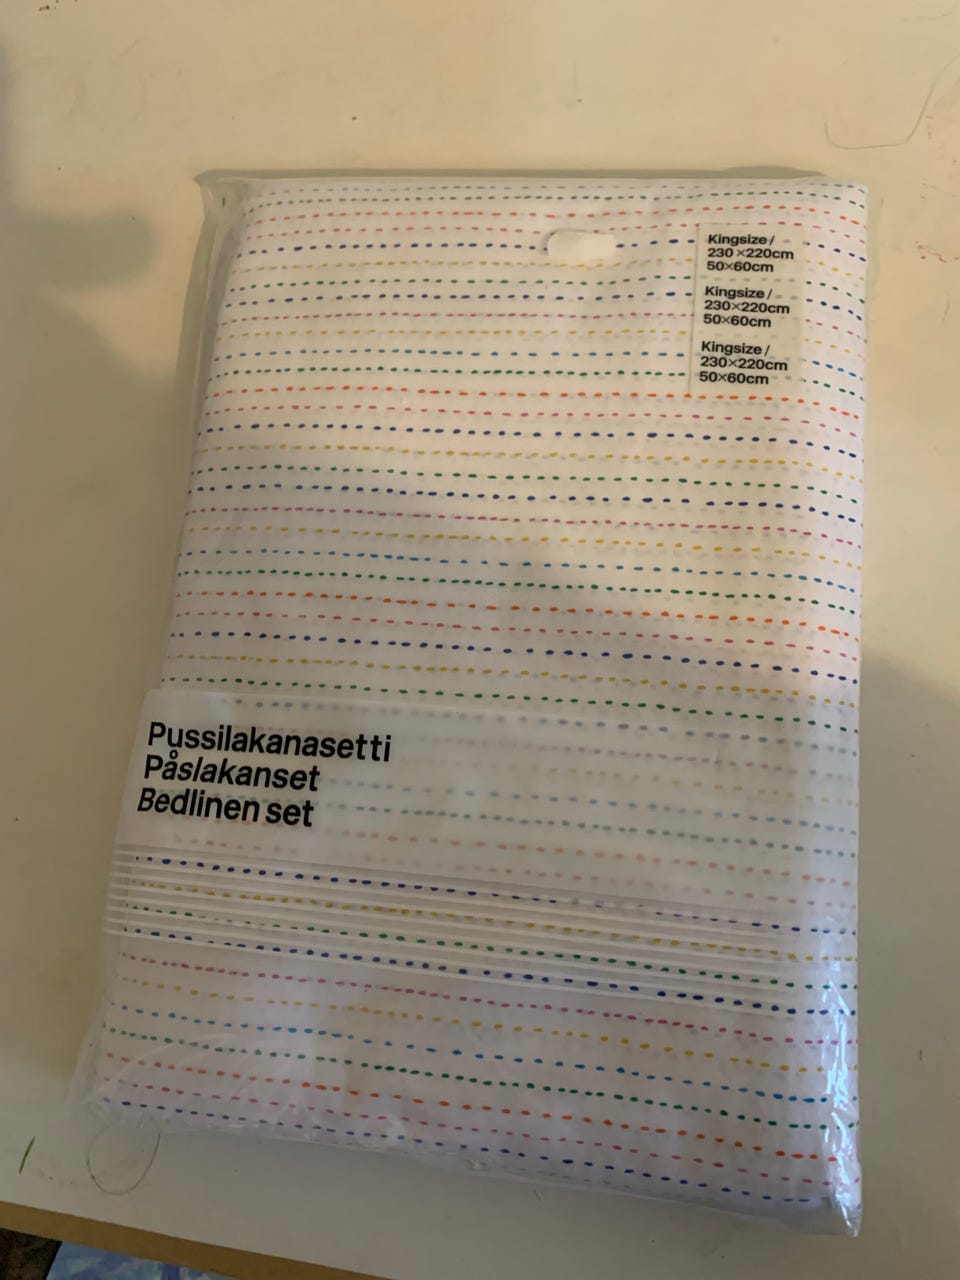 Kingsize /
230×220cm
50×60cm
Kingsize /
230×220cm
50×60cm
Kingsize /
230×220cm
50×60cm
Pussilakanasetti
Påslakanset
Bedlinen set